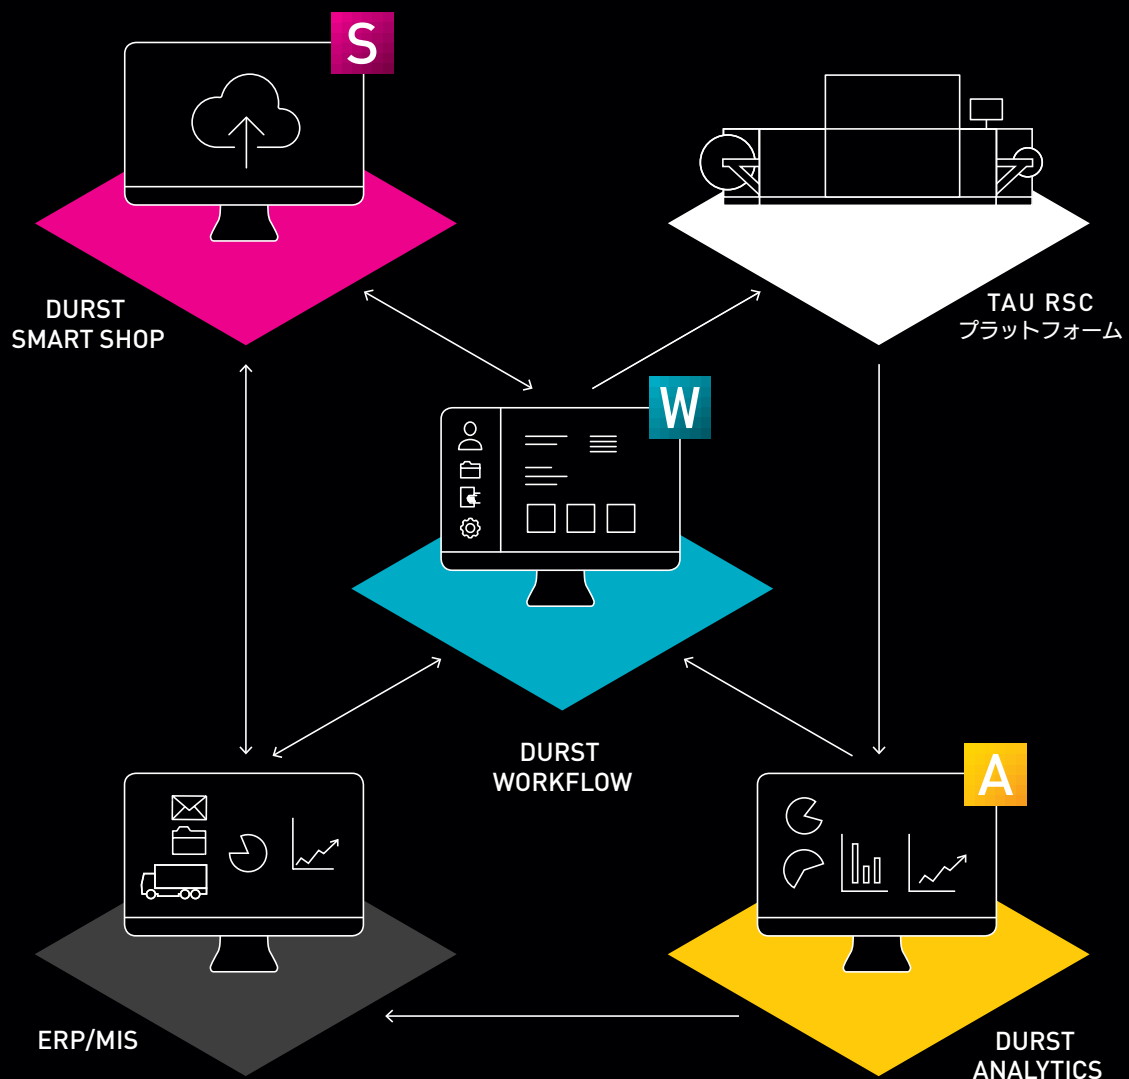 S
DURST
SMART SHOP
TAU RSC
プラットフォーム
W
DURST
WORKFLOW
A
ERP/MIS
DURST
ANALYTICS